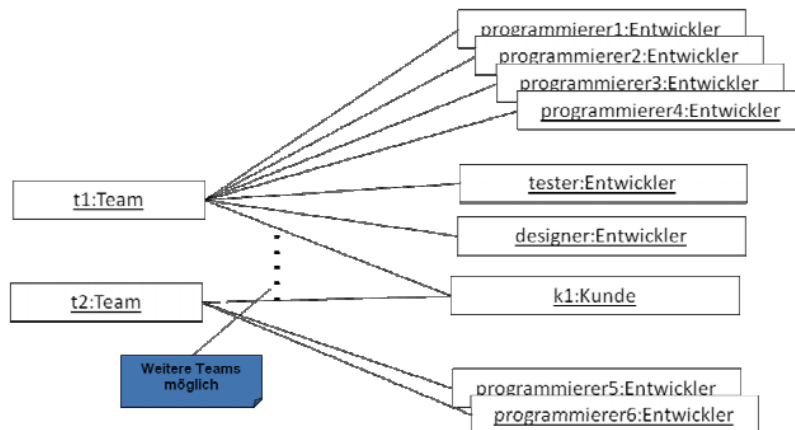 programmierer1:Entwickler
programmierer2:Entwickler
programmierer3:Entwickler
programmierer4:Entwickler
tester:Entwickler
t1:Team
designer:Entwickler
t2:Team
k1:Kunde
Weitere Teams
möglich
programmierer5:Entwickler
programmierer6:Entwickler